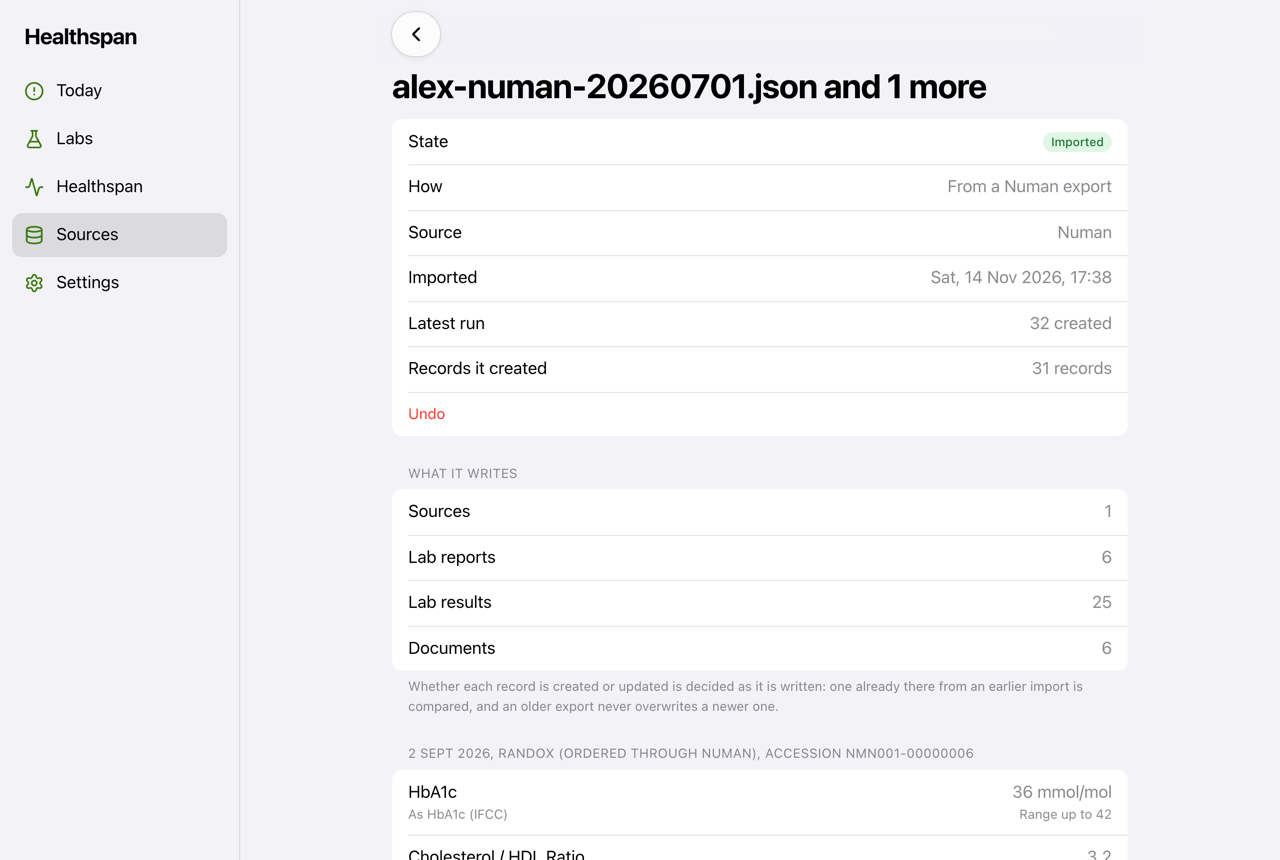 Healthspan
Today
Labs
Healthspan
Sources
Settings
alex-numan-20260701.json and 1 more
State
Imported
How
From a Numan export
Source
Numan
Imported
Sat, 14 Nov 2026, 17:38
Latest run
32 created
Records it created
31 records
Undo
WHAT IT WRITES
Sources
1
Lab reports
6
Lab results
25
Documents
6
Whether each record is created or updated is decided as it is written: one already there from an earlier import is
compared, and an older export never overwrites a newer one.
2 SEPT 2026, RANDOX (ORDERED THROUGH NUMAN), ACCESSION NMN001-00000006
HbA1c
36 mmol/mol
As HbA1c (IFCC)
Range up to 42
Cholesterol / HDL Ratio
3.2